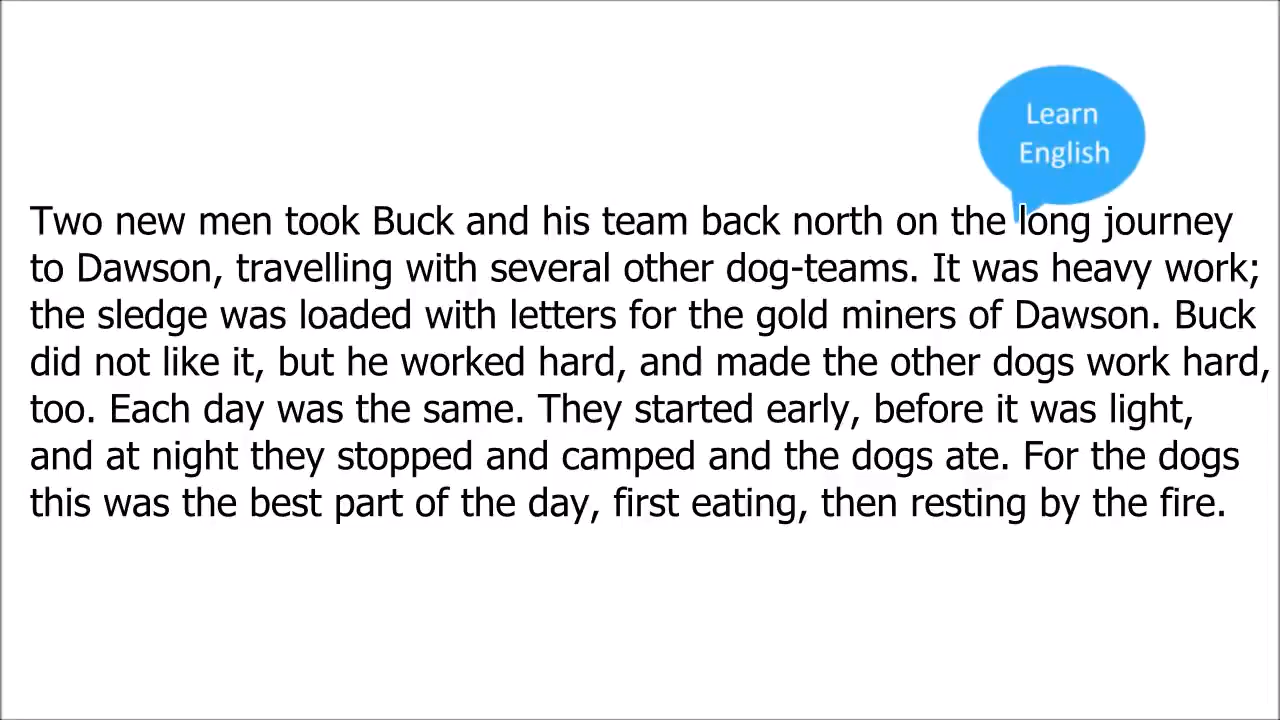 Learn
English
Two new men took Buck and his team back north on the long journey
to Dawson, travelling with several other dog-teams. It was heavy work;
the sledge was loaded with letters for the gold miners of Dawson. Buck
did not like it, but he worked hard, and made the other dogs work hard,
too. Each day was the same. They started early, before it was light,
and at night they stopped and camped and the dogs ate. For the dogs
this was the best part of the day, first eating, then resting by the fire.